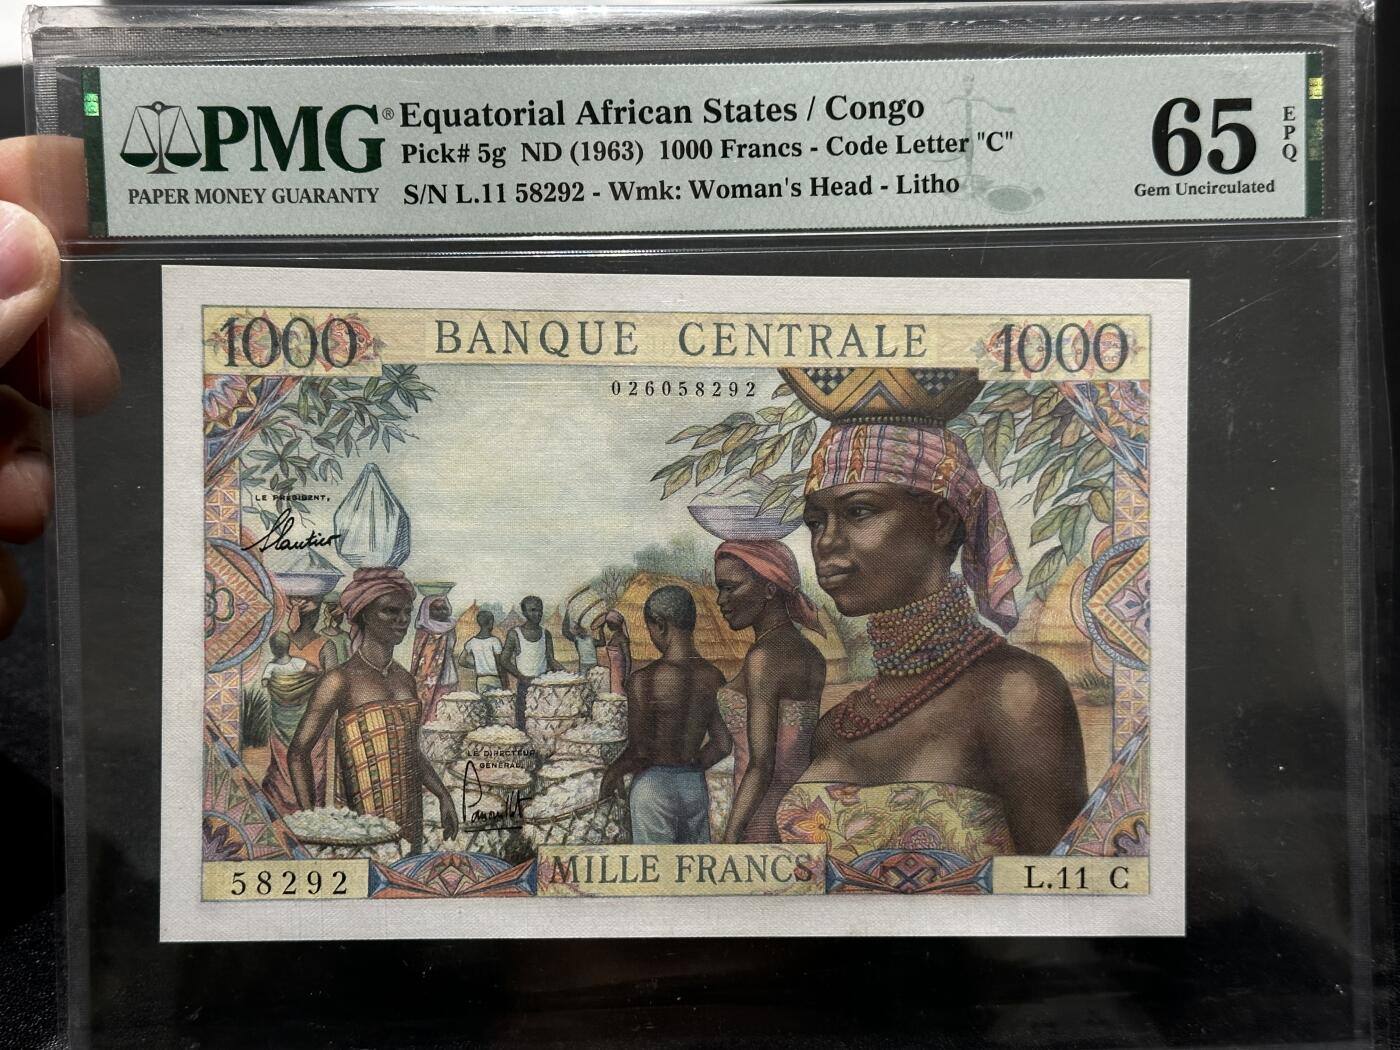 PMG®
PAPER MONEY GUARANTY
Equatorial African States / Congo
Pick# 5g ND (1963) 1000 Francs - Code Letter "C"
S/N L.11 58292 - Wmk: Woman's Head - Litho
65 EPQ
Gem Uncirculated
1000 BANQUE CENTRALE 1000
026058292
LE PRÉSIDENT,
LE DIRECTEUR
GÉNÉRAL,
58292 MILLE FRANCS L.11 C